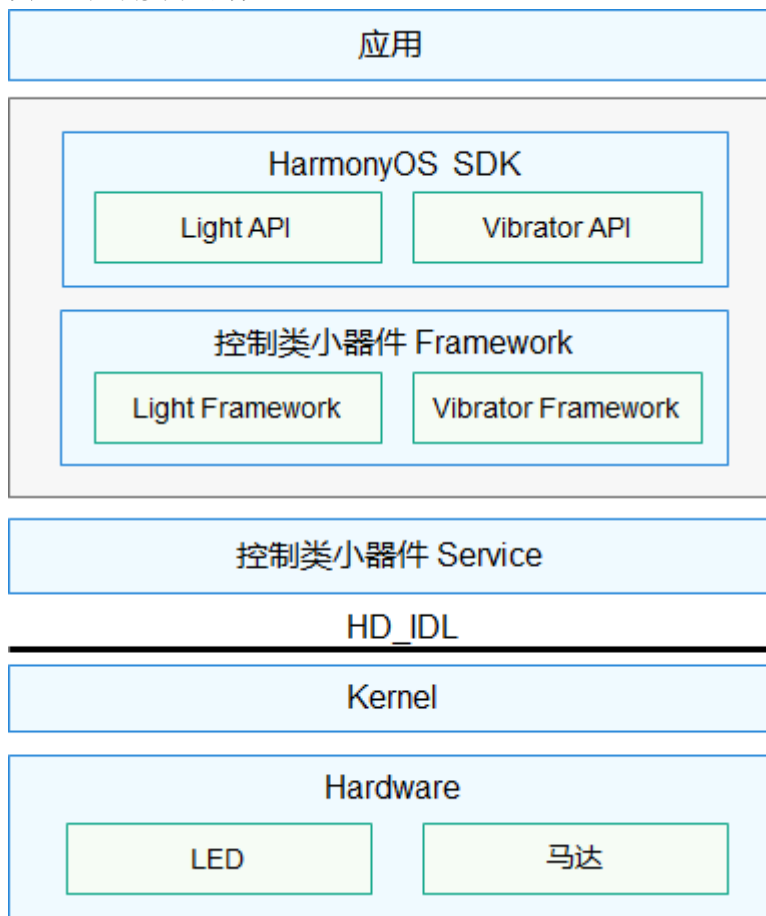 应用
HarmonyOS SDK
Light API
Vibrator API
控制类小器件 Framework
Light Framework
Vibrator Framework
控制类小器件 Service
HD_IDL
Kernel
Hardware
LED
马达